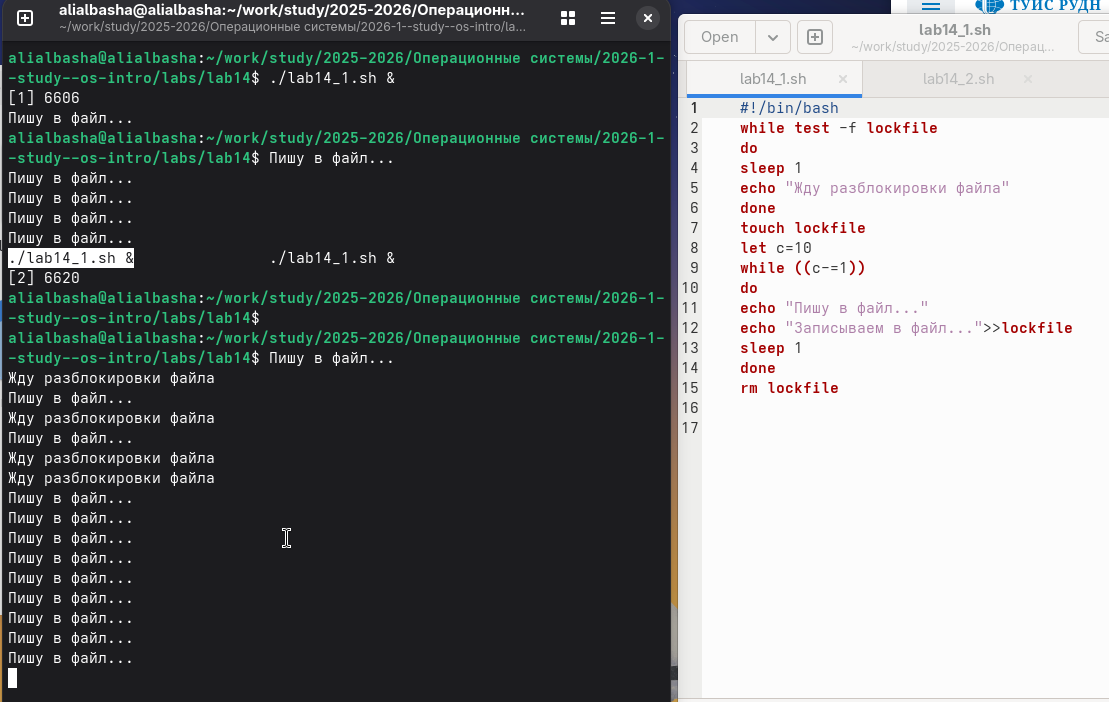 alialbasha@alialbasha:~/work/study/2025-2026/Операционн...
~/work/study/2025-2026/Операционные системы/2026-1--study--os-intro/la...
alialbasha@alialbasha:~/work/study/2025-2026/Операционные системы/2026-1-
-study--os-intro/labs/lab14$ ./lab14_1.sh &
[1] 6606
Пишу в файл...
alialbasha@alialbasha:~/work/study/2025-2026/Операционные системы/2026-1-
-study--os-intro/labs/lab14$ Пишу в файл...
Пишу в файл...
Пишу в файл...
Пишу в файл...
Пишу в файл...
./lab14_1.sh & ./lab14_1.sh &
[2] 6620
alialbasha@alialbasha:~/work/study/2025-2026/Операционные системы/2026-1-
-study--os-intro/labs/lab14$
alialbasha@alialbasha:~/work/study/2025-2026/Операционные системы/2026-1-
-study--os-intro/labs/lab14$ Пишу в файл...
Жду разблокировки файла
Пишу в файл...
Жду разблокировки файла
Пишу в файл...
Жду разблокировки файла
Жду разблокировки файла
Пишу в файл...
Пишу в файл...
Пишу в файл...
Пишу в файл...
Пишу в файл...
Пишу в файл...
Пишу в файл...
Пишу в файл...
Пишу в файл...
ТУИС РУДН
Open
lab14_1.sh
~/work/study/2025-2026/Операц...
Sa
lab14_1.sh
lab14_2.sh
1 #!/bin/bash
2 while test -f lockfile
3 do
4 sleep 1
5 echo "Жду разблокировки файла"
6 done
7 touch lockfile
8 let c=10
9 while ((c-=1))
10 do
11 echo "Пишу в файл..."
12 echo "Записываем в файл...">>lockfile
13 sleep 1
14 done
15 rm lockfile
16
17